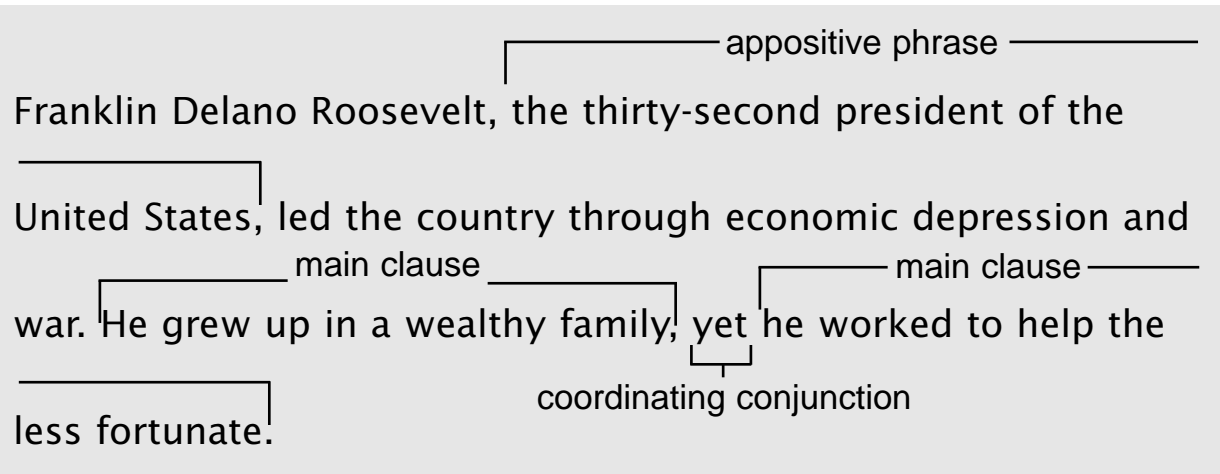 appositive phrase
Franklin Delano Roosevelt, the thirty-second president of the
United States, led the country through economic depression and
main clause main clause
war. He grew up in a wealthy family, yet he worked to help the
coordinating conjunction
less fortunate.